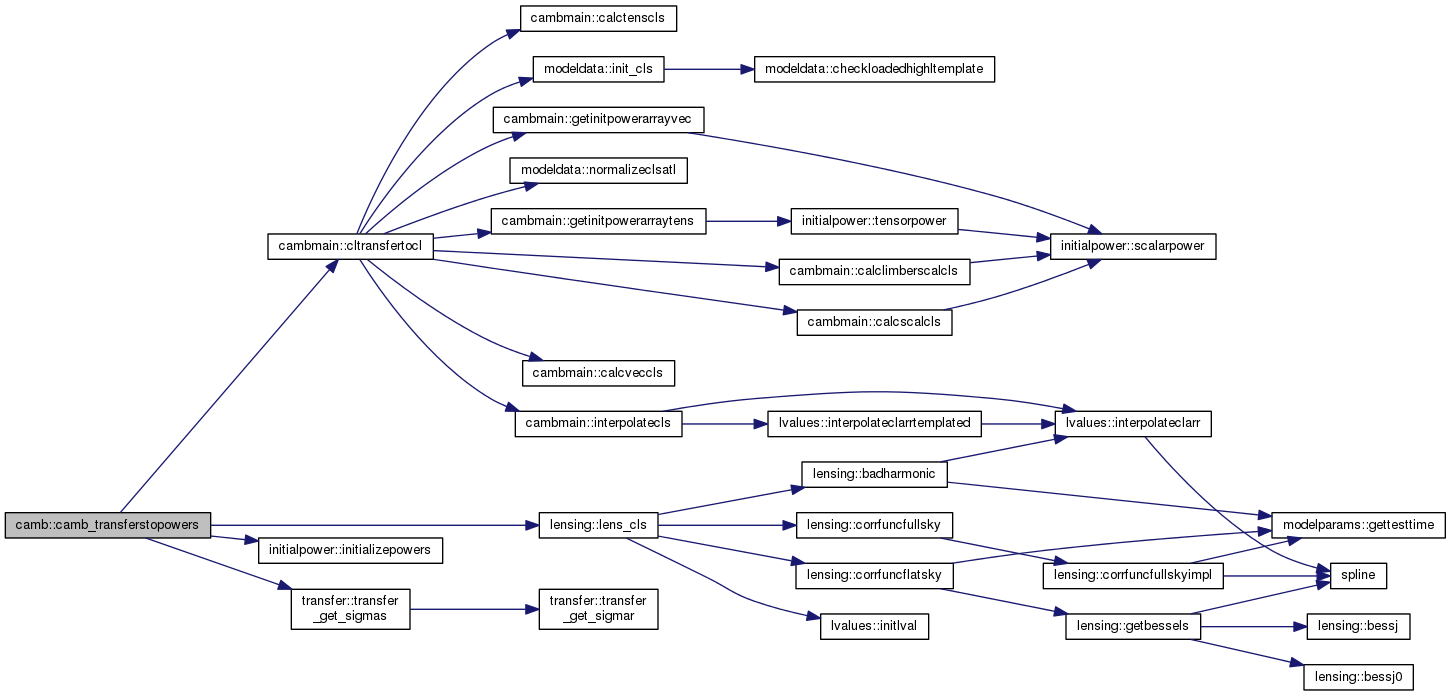 cambmain::calctenscls
modeldata::init_cls
modeldata::checkloadedhighltemplate
cambmain::getinitpowerarrayvec
modeldata::normalizeclsatl
cambmain::getinitpowerarraytens
initialpower::tensorpower
cambmain::cltransfertocl
initialpower::scalarpower
cambmain::calclimberscalcls
cambmain::calcscalcls
cambmain::calcveccls
cambmain::interpolatecls
lvalues::interpolateclarrtemplated
lvalues::interpolateclarr
lensing::badharmonic
camb::camb_transferstopowers
lensing::lens_cls
lensing::corrfuncfullsky
modelparams::gettesttime
initialpower::initializepowers
lensing::corrfuncflatsky
lensing::corrfuncfullskyimpl
spline
transfer::transfer
_get_sigmas
transfer::transfer
_get_sigmar
lvalues::initlval
lensing::getbessels
lensing::bessj
lensing::bessj0